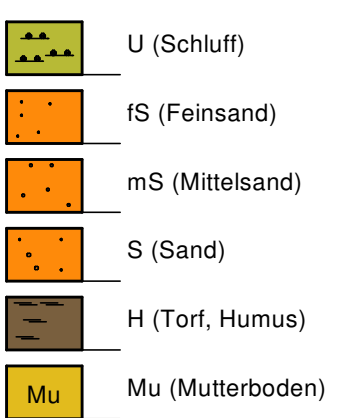 U (Schluff)
fS (Feinsand)
mS (Mittelsand)
S (Sand)
H (Torf, Humus)
Mu Mu (Mutterboden)